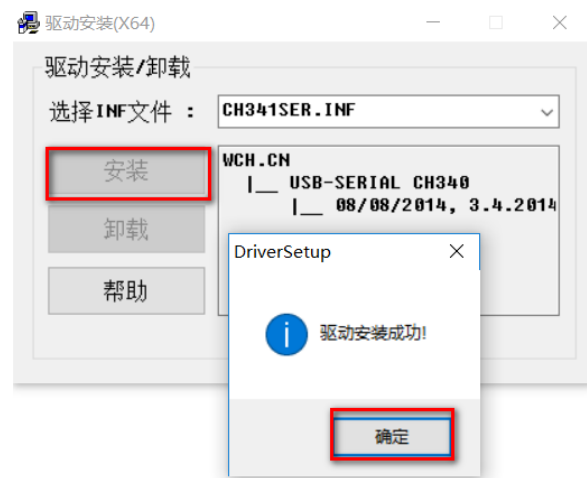 驱动安装(X64)
驱动安装/卸载
选择INF文件 :
CH341SER.INF
安装
卸载
帮助
WCH.CN
|__ USB-SERIAL CH340
|__ 08/08/2014, 3.4.2014
DriverSetup
驱动安装成功!
确定